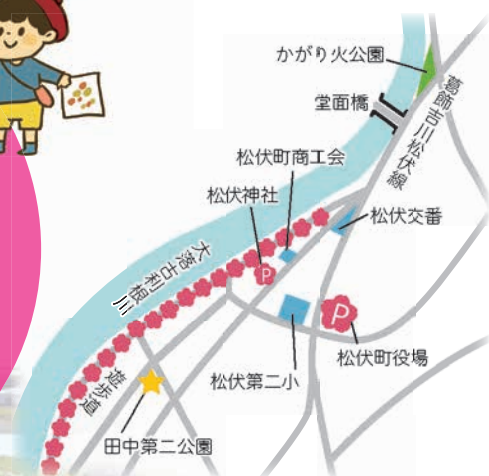 かがり火公園
堂面橋
葛飾吉川松伏線
松伏町商工会
松伏神社
松伏交番
大落古利根川
P
P
松伏町役場
松伏第二小
遊歩道
田中第二公園